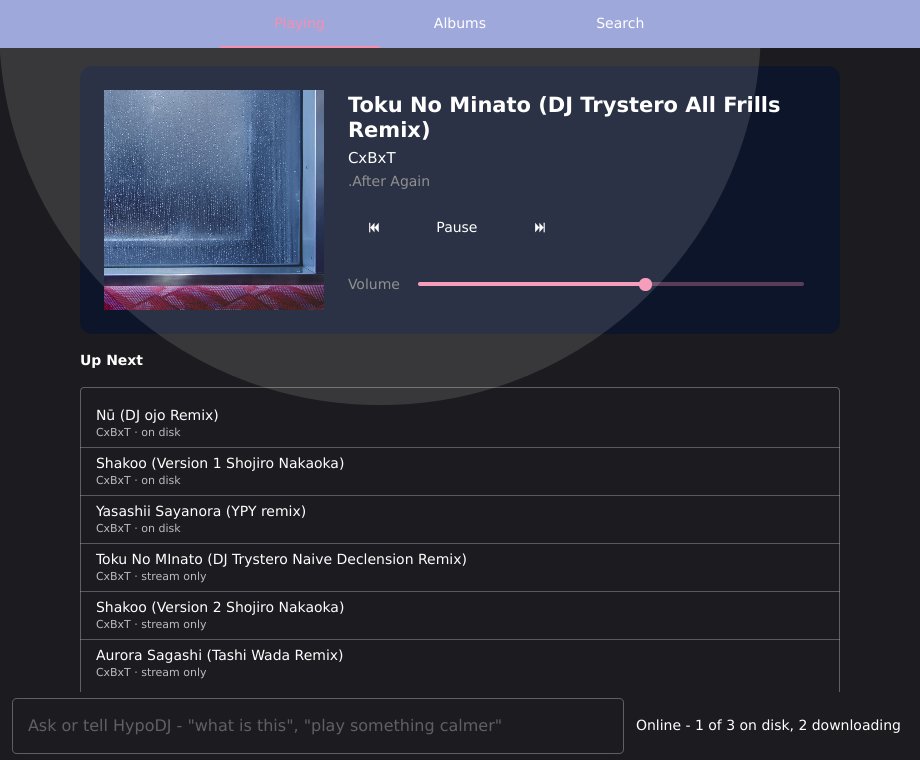 Playing
Albums
Search
Toku No Minato (DJ Trystero All Frills
Remix)
CxBxT
.After Again
⏮
Pause
⏭
Volume
Up Next
Nū (DJ ojo Remix)
CxBxT · on disk
Shakoo (Version 1 Shojiro Nakaoka)
CxBxT · on disk
Yasashii Sayanora (YPY remix)
CxBxT · on disk
Toku No MInato (DJ Trystero Naive Declension Remix)
CxBxT · stream only
Shakoo (Version 2 Shojiro Nakaoka)
CxBxT · stream only
Aurora Sagashi (Tashi Wada Remix)
CxBxT · stream only
Ask or tell HypoDJ - "what is this", "play something calmer"
Online - 1 of 3 on disk, 2 downloading